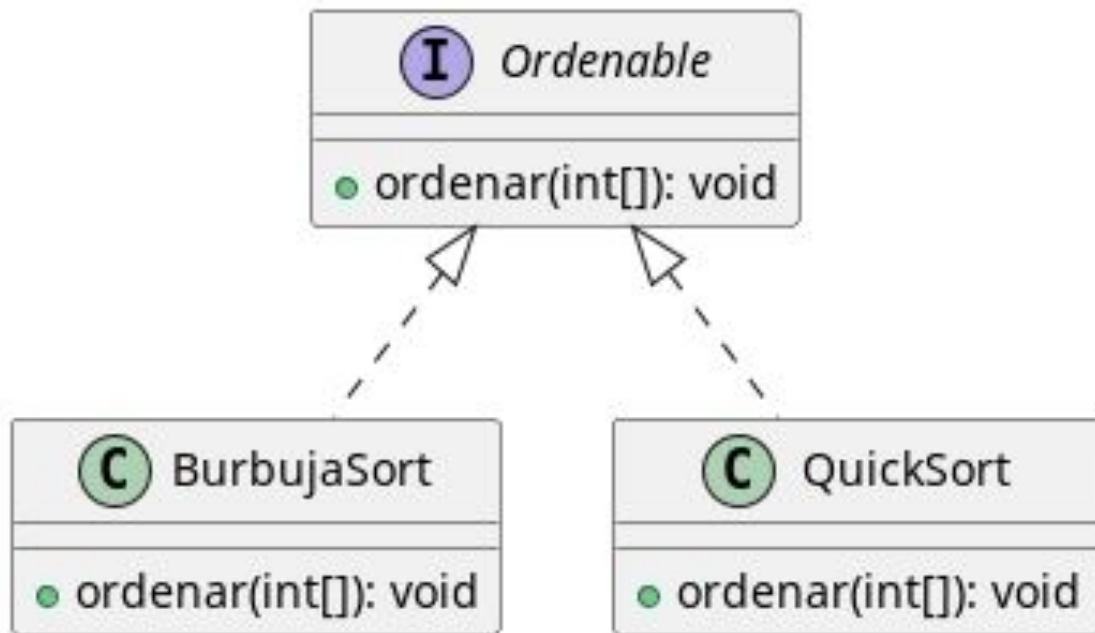 I Ordenable
ordenar(int[]): void
C BurbujaSort
ordenar(int[]): void
C QuickSort
ordenar(int[]): void